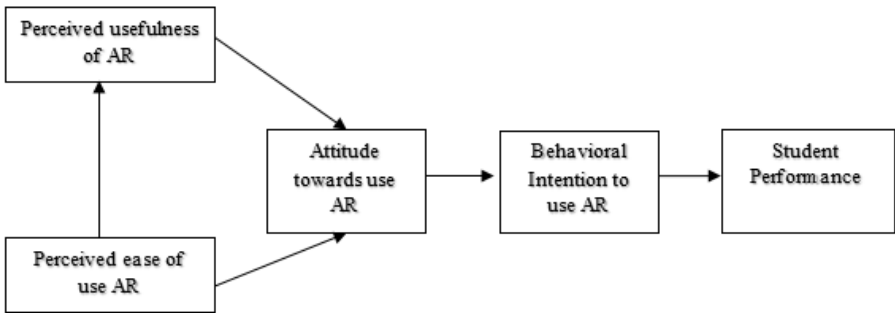 Perceived usefulness
of AR
Attitude
towards use
AR
Behavioral
Intention to
use AR
Student
Performance
Perceived ease of
use AR